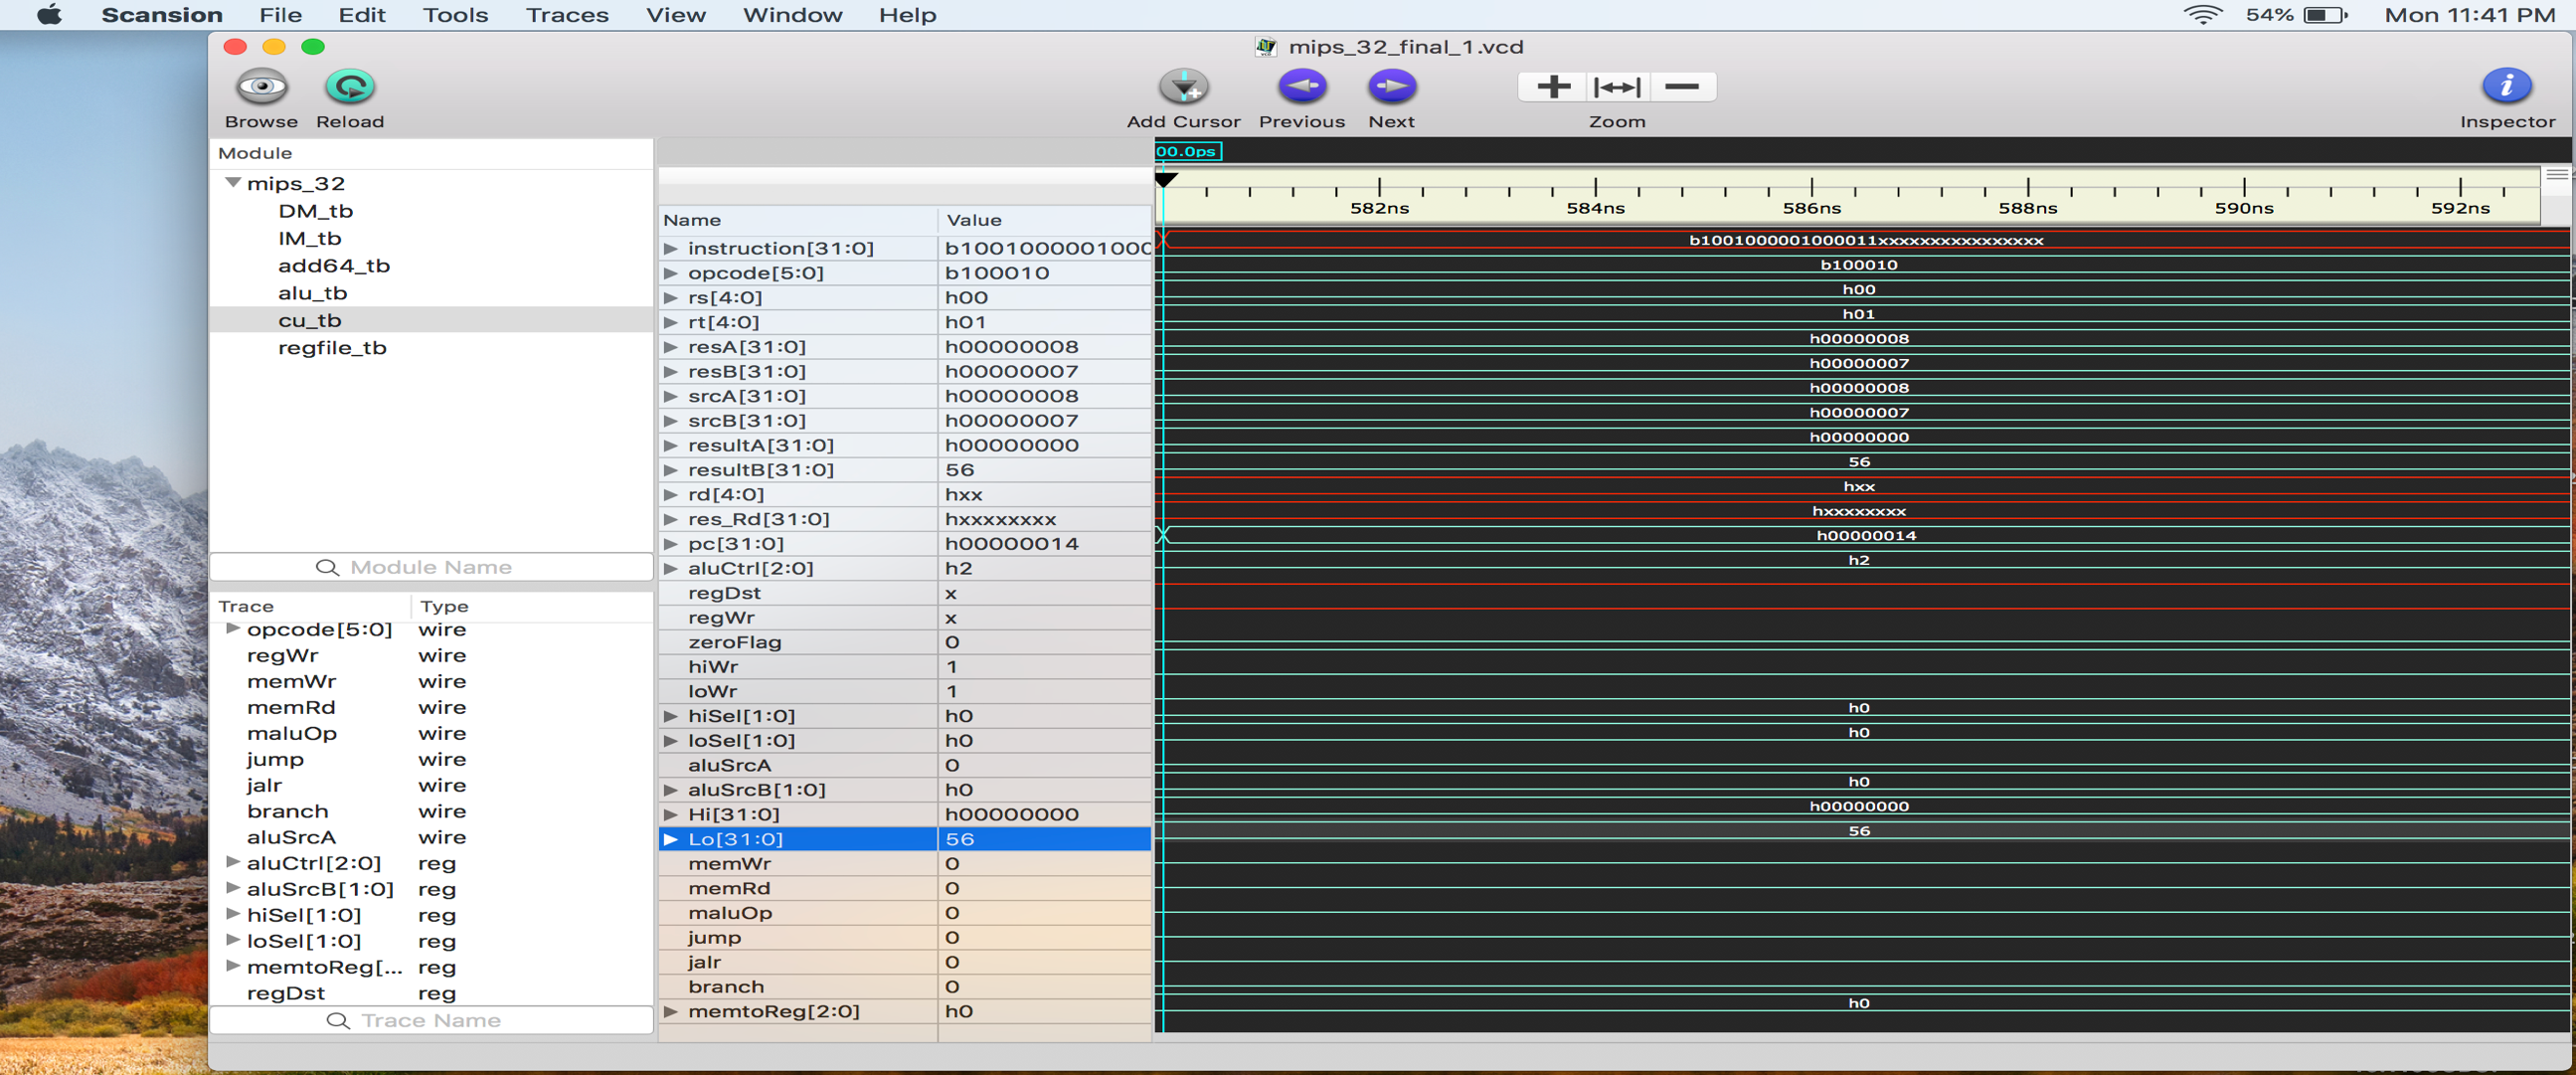 Scansion File Edit Tools Traces View Window Help 54% Mon 11:41 PM
mips_32_final_1.vcd
Browse Reload Add Cursor Previous Next Zoom Inspector
Module
mips_32
DM_tb
IM_tb
add64_tb
alu_tb
cu_tb
regfile_tb
Module Name
Trace Type
opcode[5:0] wire
regWr wire
memWr wire
memRd wire
maluOp wire
jump wire
jalr wire
branch wire
aluSrcA wire
aluCtrl[2:0] reg
aluSrcB[1:0] reg
hiSel[1:0] reg
loSel[1:0] reg
memtoReg[... reg
regDst reg
Trace Name
00.0ps
582ns 584ns 586ns 588ns 590ns 592ns
Name Value
instruction[31:0] b1001000001000 b1001000001000011xxxxxxxxxxxxxxxx
opcode[5:0] b100010 b100010
rs[4:0] h00 h00
rt[4:0] h01 h01
resA[31:0] h00000008 h00000008
resB[31:0] h00000007 h00000007
srcA[31:0] h00000008 h00000008
srcB[31:0] h00000007 h00000007
resultA[31:0] h00000000 h00000000
resultB[31:0] 56 56
rd[4:0] hxx hxx
res_Rd[31:0] hxxxxxxxx hxxxxxxxx
pc[31:0] h00000014 h00000014
aluCtrl[2:0] h2 h2
regDst x
regWr x
zeroFlag 0
hiWr 1
loWr 1
hiSel[1:0] h0 h0
loSel[1:0] h0 h0
aluSrcA 0
aluSrcB[1:0] h0 h0
Hi[31:0] h00000000 h00000000
Lo[31:0] 56 56
memWr 0
memRd 0
maluOp 0
jump 0
jalr 0
branch 0
memtoReg[2:0] h0 h0